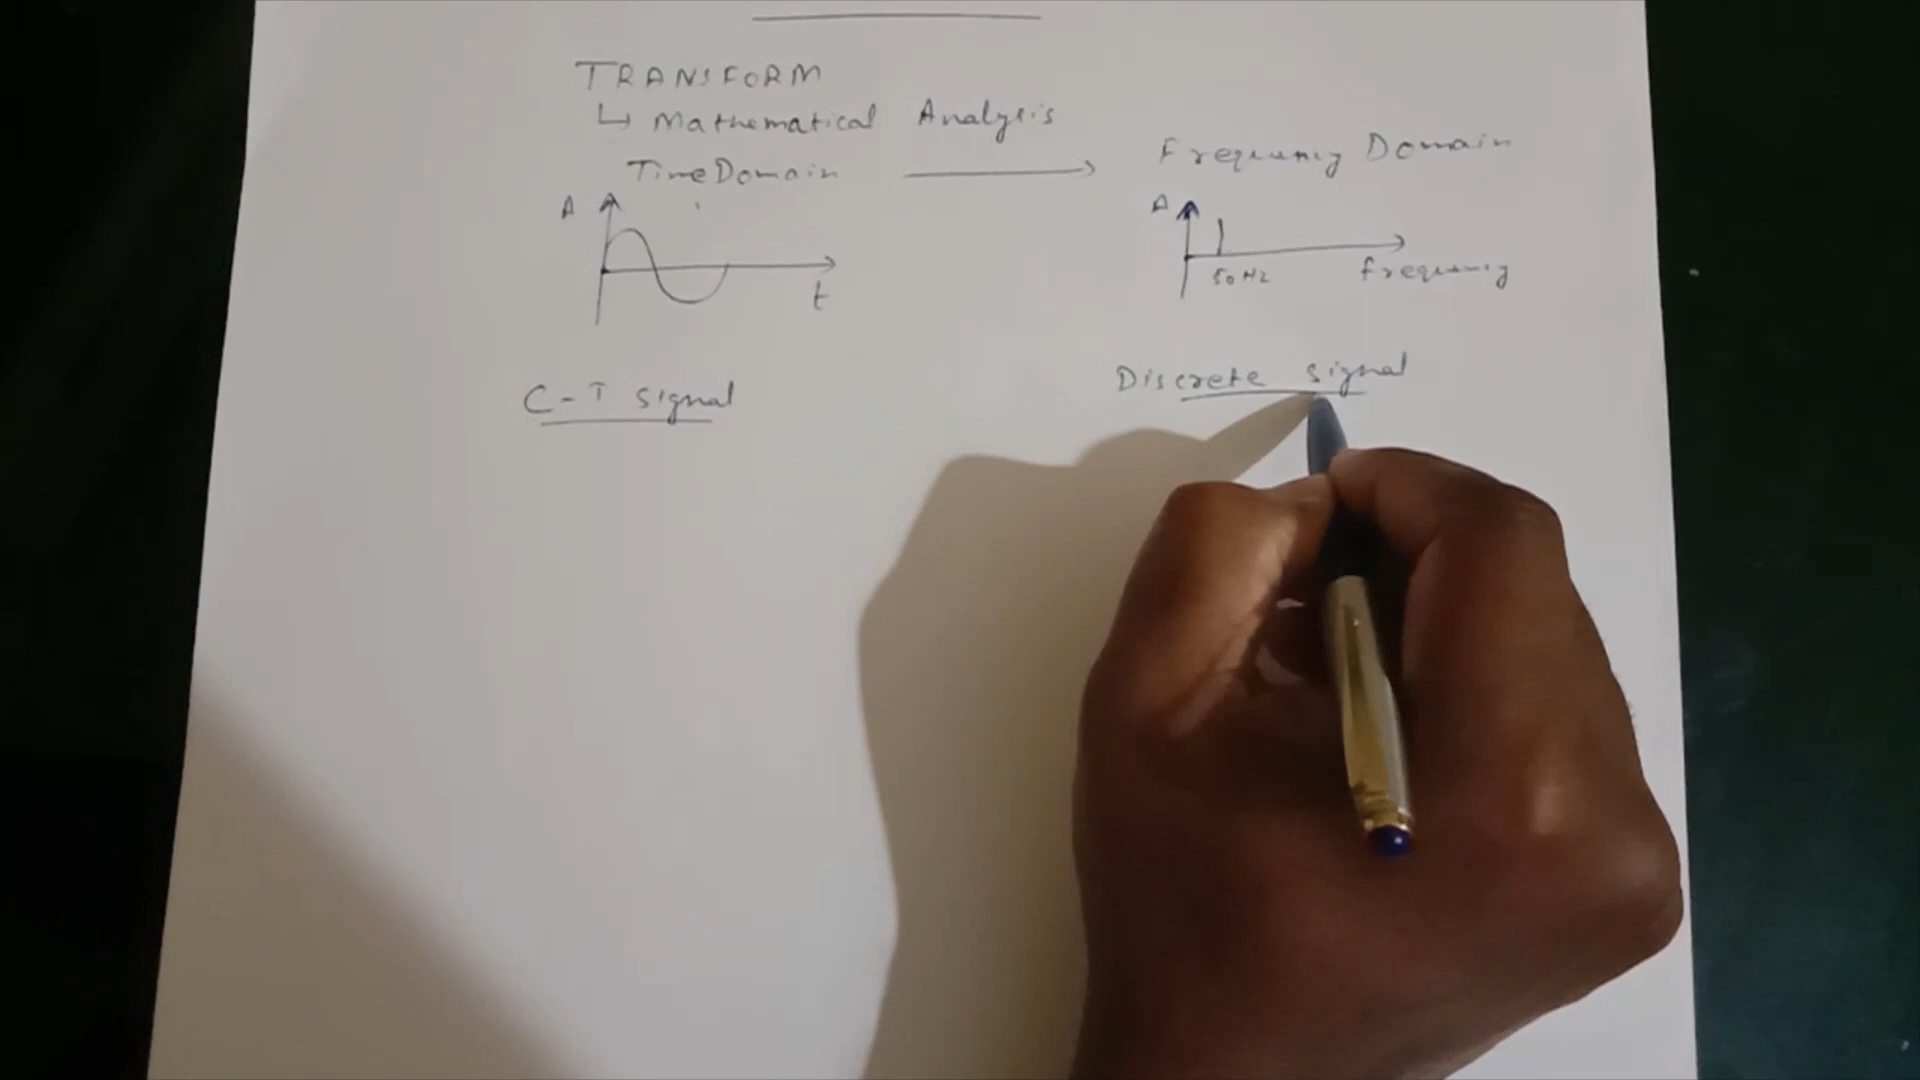 TRANSFORM
↳ Mathematical Analysis
Time Domain → Frequency Domain
A
t
A
50 Hz
frequency
C-T signal
Discrete signal